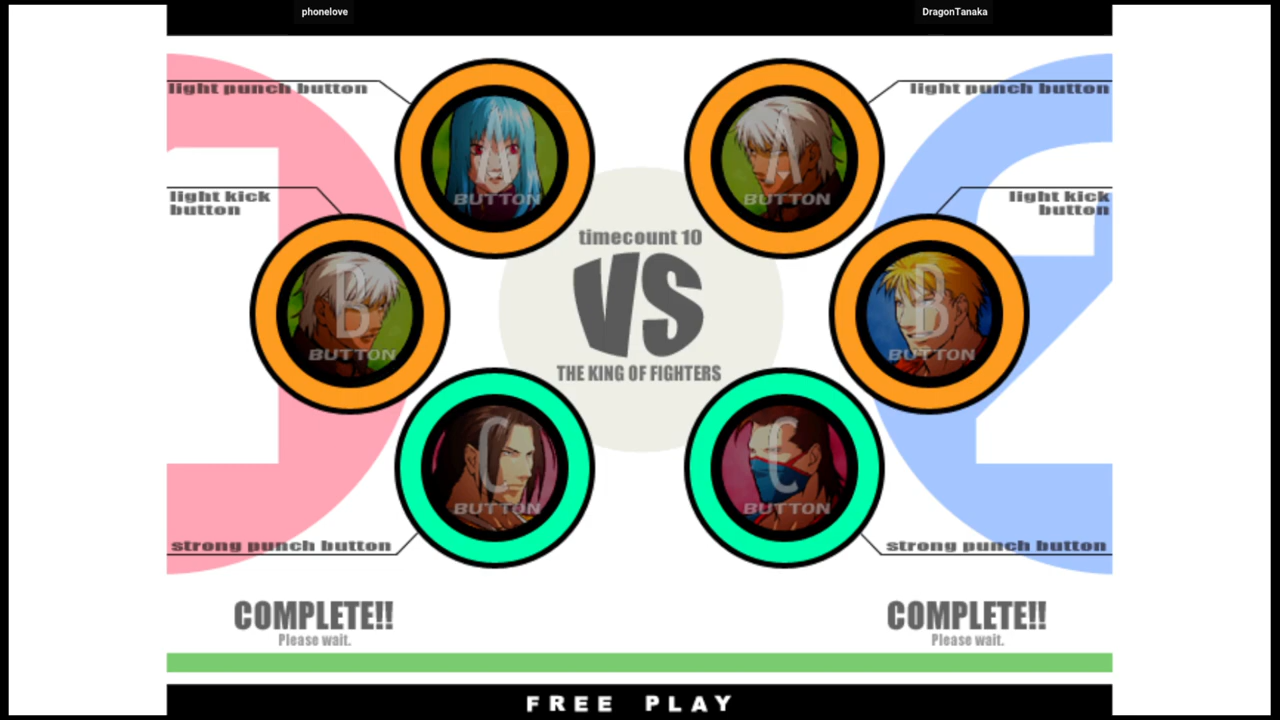 phonelove
DragonTanaka
light punch button
light punch button
A
BUTTON
A
BUTTON
light kick
button
light kick
button
timecount 10
VS
THE KING OF FIGHTERS
B
BUTTON
B
BUTTON
C
BUTTON
C
BUTTON
strong punch button
strong punch button
COMPLETE!!
Please wait.
COMPLETE!!
Please wait.
FREE PLAY
1
2